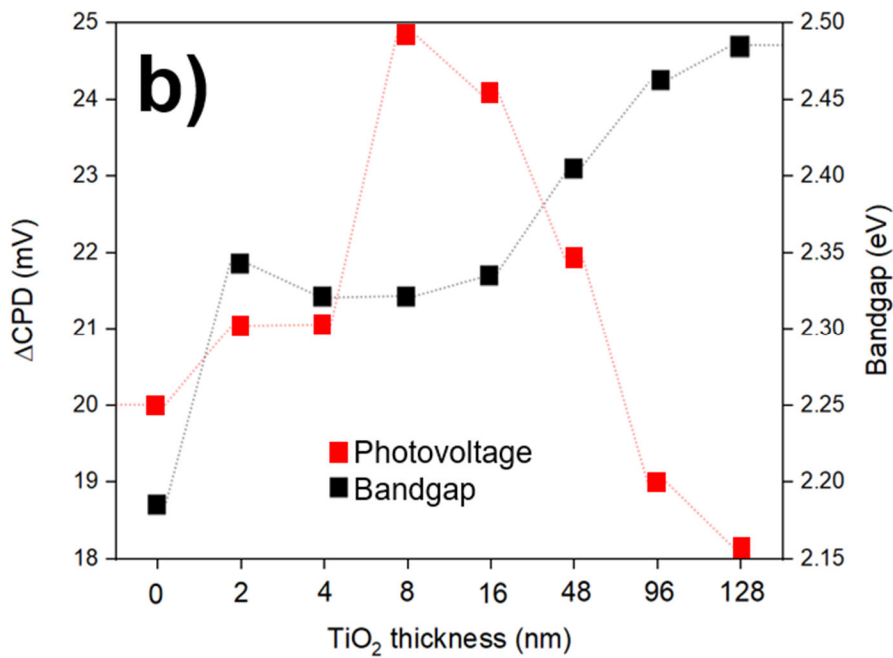 b)
25
24
23
22
21
20
19
18
ΔCPD (mV)
2.50
2.45
2.40
2.35
2.30
2.25
2.20
2.15
Bandgap (eV)
Photovoltage
Bandgap
0 2 4 8 16 48 96 128
TiO₂ thickness (nm)